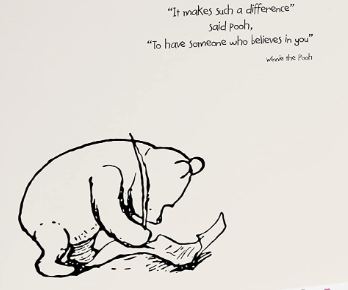 "It makes such a difference"
said Pooh,
"To have someone who believes in you"
Winnie the Pooh